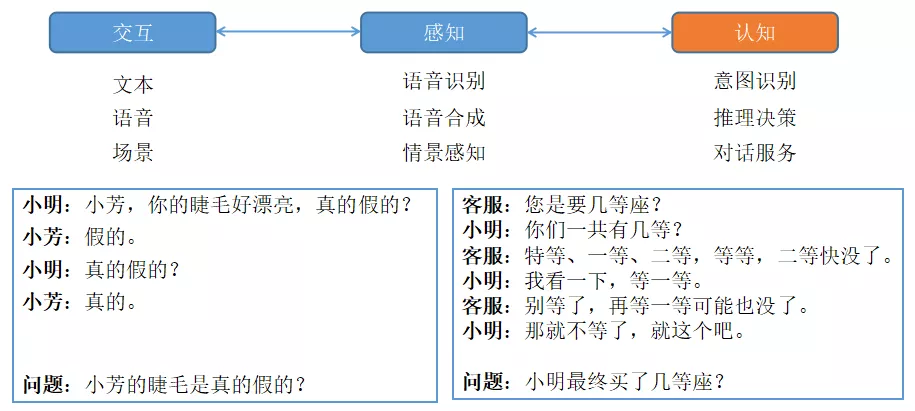 交互 感知 认知
文本 语音识别 意图识别
语音 语音合成 推理决策
场景 情景感知 对话服务
小明：小芳，你的睫毛好漂亮，真的假的？
小芳：假的。
小明：真的假的？
小芳：真的。
问题：小芳的睫毛是真的假的？
客服：您是要几等座？
小明：你们一共有几等？
客服：特等、一等、二等，等等，二等快没了。
小明：我看一下，等一等。
客服：别等了，再等一等可能也没了。
小明：那就不等了，就这个吧。
问题：小明最终买了几等座？